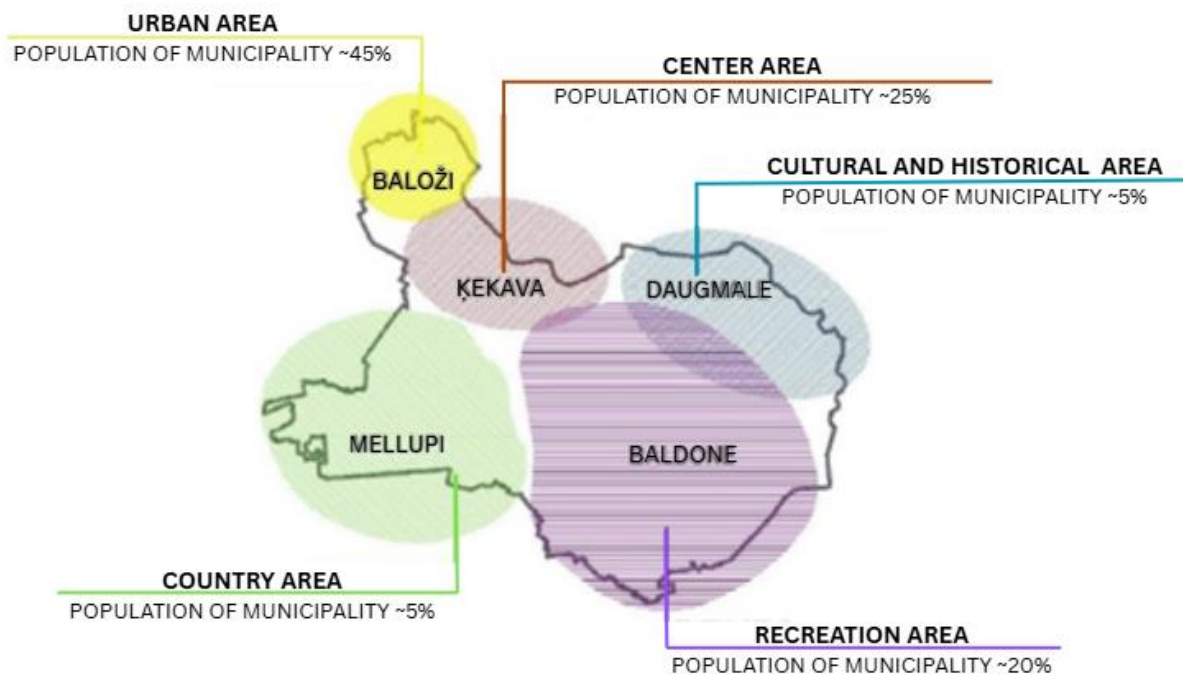 URBAN AREA
POPULATION OF MUNICIPALITY ~45%
CENTER AREA
POPULATION OF MUNICIPALITY ~25%
CULTURAL AND HISTORICAL AREA
POPULATION OF MUNICIPALITY ~5%
BALOŽI
ĶEKAVA
DAUGMALE
MELLUPI
BALDONE
COUNTRY AREA
POPULATION OF MUNICIPALITY ~5%
RECREATION AREA
POPULATION OF MUNICIPALITY ~20%